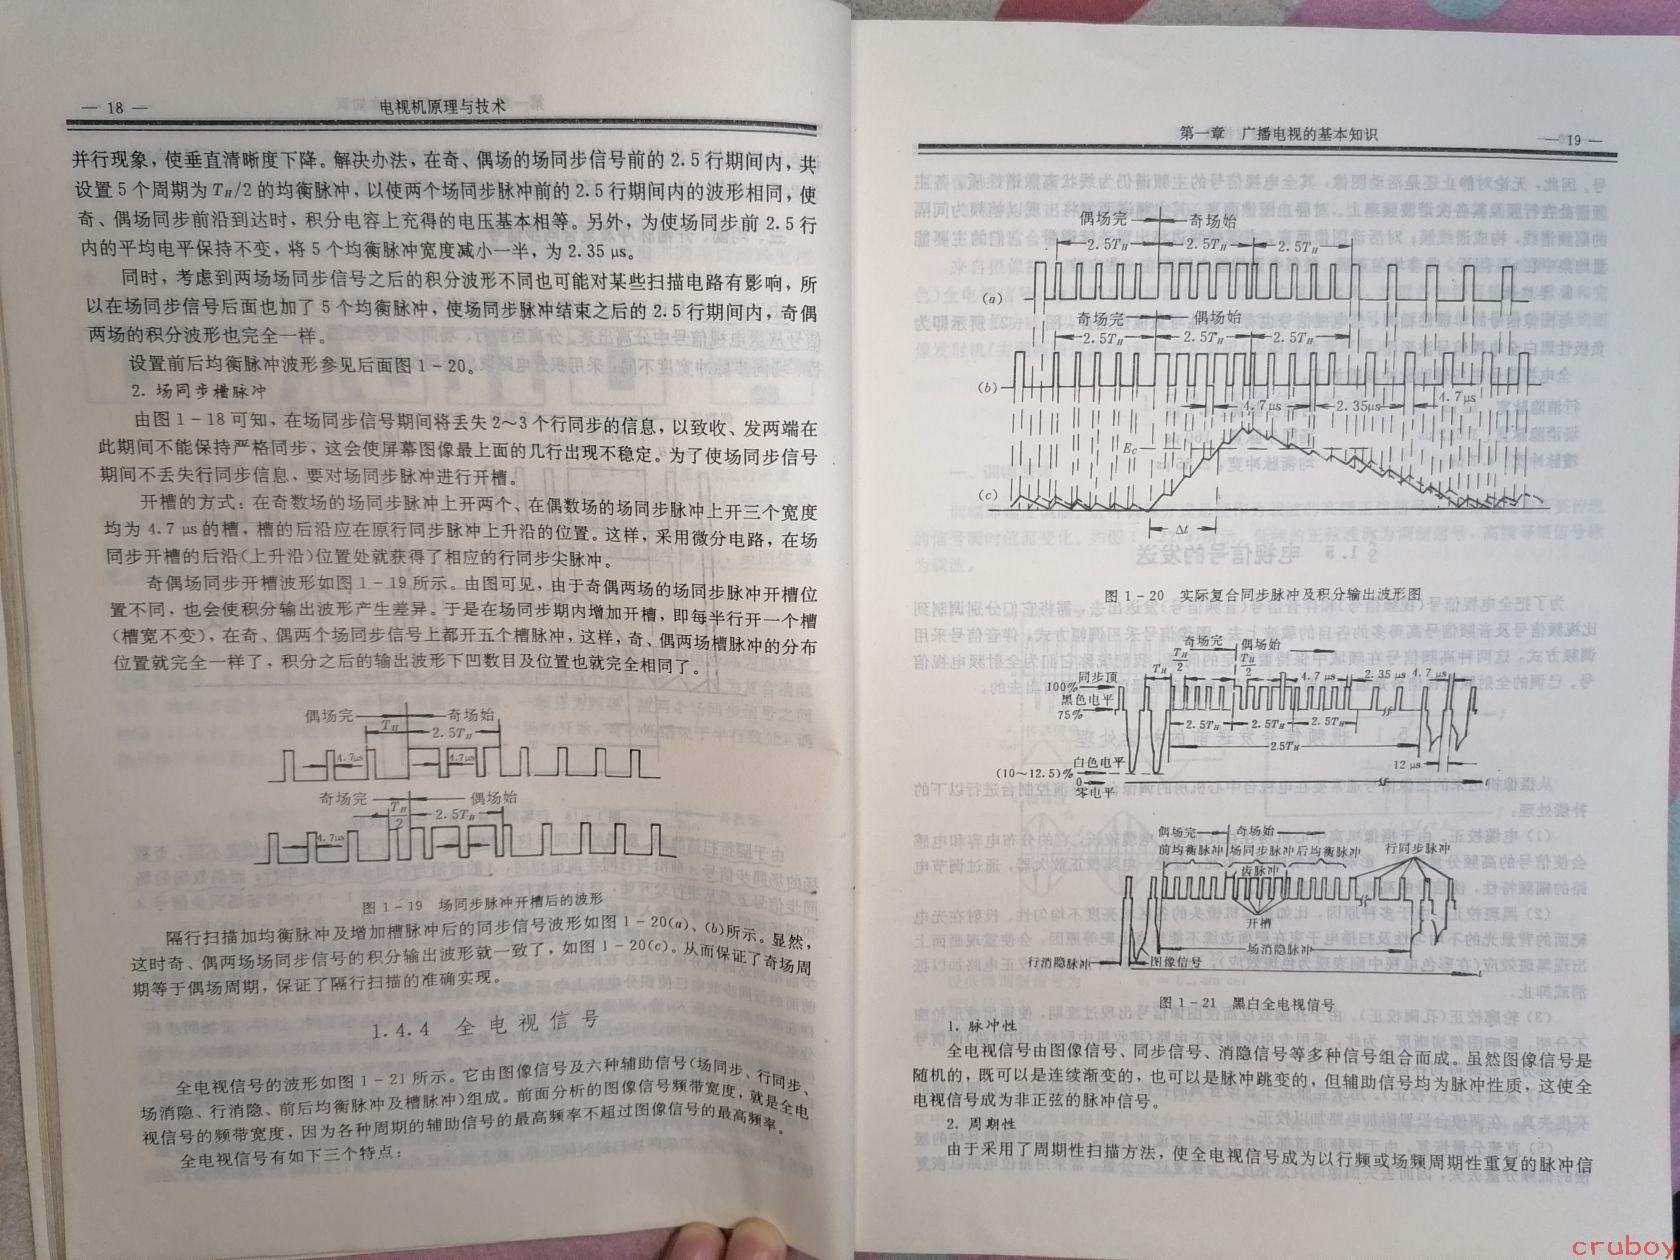 — 18 —
电视机原理与技术
并行现象，使垂直清晰度下降。解决办法，在奇、偶场的场同步信号前的 2.5 行期间内，共
设置 5 个周期为 T_H/2 的均衡脉冲，以使两个场同步脉冲前的 2.5 行期间内的波形相同，使
奇、偶场同步前沿到达时，积分电容上充得的电压基本相等。另外，为使场同步前 2.5 行
内的平均电平保持不变，将 5 个均衡脉冲宽度减小一半，为 2.35 μs。
同时，考虑到两场场同步信号之后的积分波形不同也可能对某些扫描电路有影响，所
以在场同步信号后面也加了 5 个均衡脉冲，使场同步脉冲结束之后的 2.5 行期间内，奇偶
两场的积分波形也完全一样。
设置前后均衡脉冲波形参见后面图 1-20。
2. 场同步槽脉冲
由图 1-18 可知，在场同步信号期间将丢失 2~3 个行同步的信息，以致收、发两端在
此期间不能保持严格同步，这会使屏幕图像最上面的几行出现不稳定。为了使场同步信号
期间不丢失行同步信息，要对场同步脉冲进行开槽。
开槽的方式：在奇数场的场同步脉冲上开两个、在偶数场的场同步脉冲上开三个宽度
均为 4.7 μs 的槽，槽的后沿应在原行同步脉冲上升沿的位置。这样，采用微分电路，在场
同步开槽的后沿(上升沿)位置处就获得了相应的行同步尖脉冲。
奇偶场同步开槽波形如图 1-19 所示。由图可见，由于奇偶两场的场同步脉冲开槽位
置不同，也会使积分输出波形产生差异。于是在场同步期内增加开槽，即每半行开一个槽
(槽宽不变)，在奇、偶两个场同步信号上都开五个槽脉冲，这样，奇、偶两场槽脉冲的分布
位置就完全一样了，积分之后的输出波形下凹数目及位置也就完全相同了。
偶场完 奇场始
T_H 2.5T_H
4.7μs 4.7μs
奇场完 偶场始
T_H/2 2.5T_H
4.7μs
图 1-19 场同步脉冲开槽后的波形
隔行扫描加均衡脉冲及增加槽脉冲后的同步信号波形如图 1-20(a)、(b)所示。显然，
这时奇、偶两场场同步信号的积分输出波形就一致了，如图 1-20(c)。从而保证了奇场周
期等于偶场周期，保证了隔行扫描的准确实现。
1.4.4 全电视信号
全电视信号的波形如图 1-21 所示。它由图像信号及六种辅助信号(场同步、行同步、
场消隐、行消隐、前后均衡脉冲及槽脉冲)组成。前面分析的图像信号频带宽度，就是全电
视信号的频带宽度，因为各种周期的辅助信号的最高频率不超过图像信号的最高频率。
全电视信号有如下三个特点：
第一章 广播电视的基本知识
— 19 —
偶场完 奇场始
2.5T_H 2.5T_H 2.5T_H
(a)
奇场完 偶场始
2.5T_H 2.5T_H 2.5T_H
(b)
4.7μs 2.35μs 4.7μs
E_C
(c)
Δt
图 1-20 实际复合同步脉冲及积分输出波形图
奇场完 偶场始
T_H T_H/2 T_H/2 4.7 μs 2.35 μs 4.7 μs
同步顶
100%
黑色电平
75%
2.5T_H 2.5T_H 2.5T_H
25T_H
12 μs
白色电平
(10~12.5)%
0
零电平
t
偶场完 奇场始
前均衡脉冲 场同步脉冲 后均衡脉冲 行同步脉冲
齿脉冲
开槽
场消隐脉冲
行消隐脉冲 图像信号
t
图 1-21 黑白全电视信号
1. 脉冲性
全电视信号由图像信号、同步信号、消隐信号等多种信号组合而成。虽然图像信号是
随机的，既可以是连续渐变的，也可以是脉冲跳变的，但辅助信号均为脉冲性质，这使全
电视信号成为非正弦的脉冲信号。
2. 周期性
由于采用了周期性扫描方法，使全电视信号成为以行频或场频周期性重复的脉冲信
cruboy